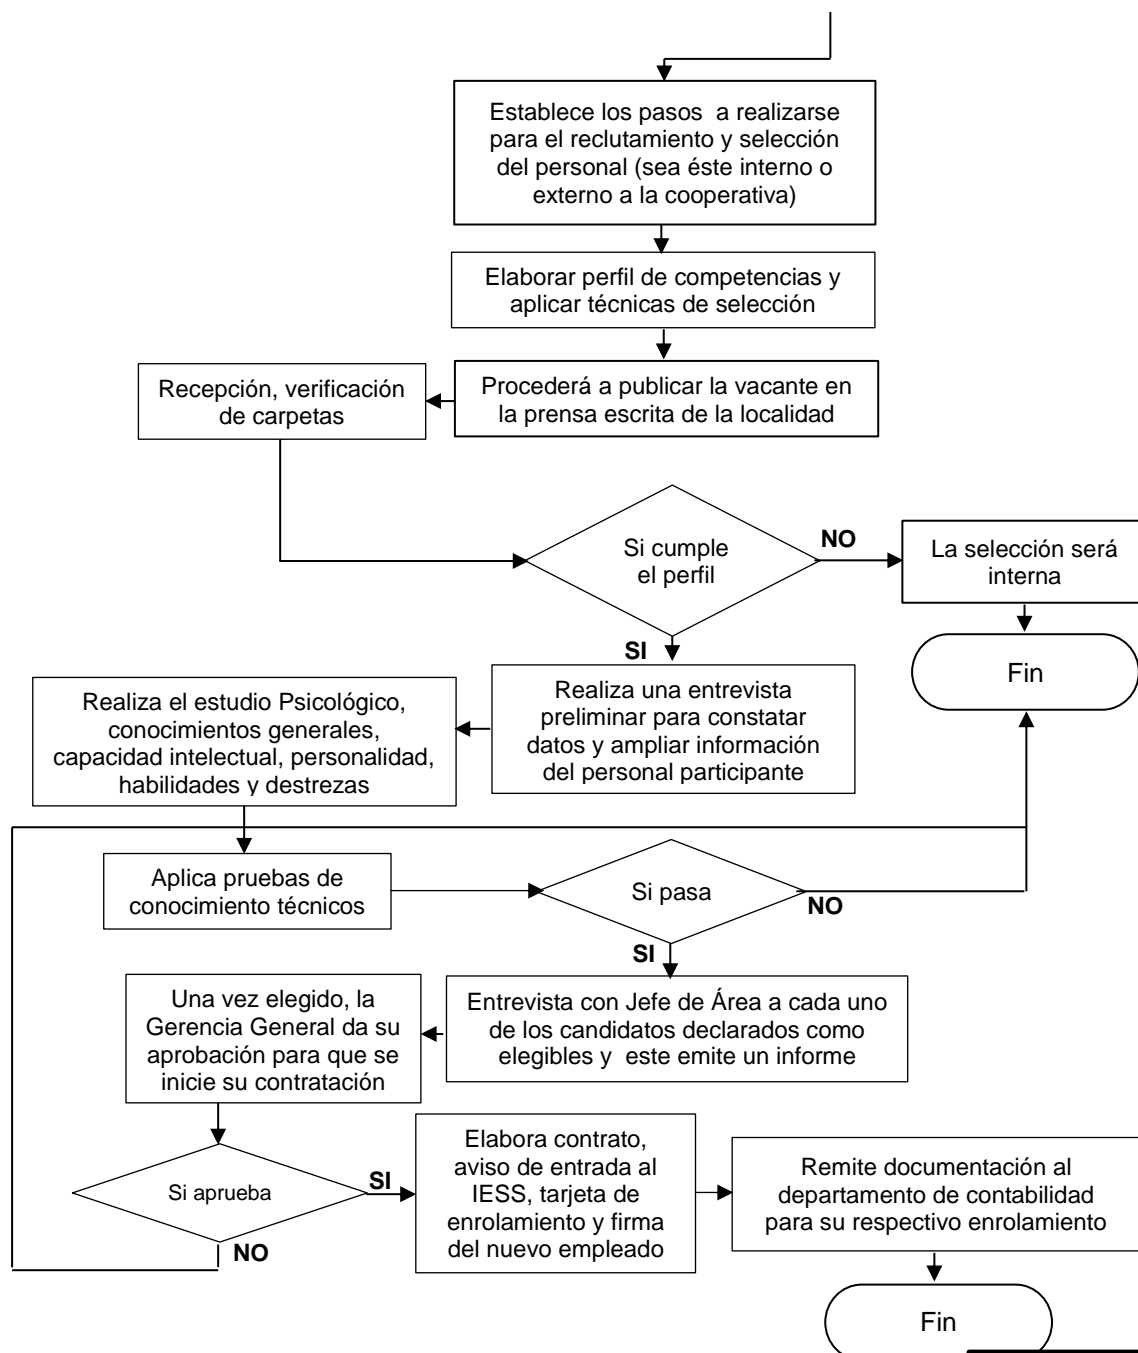 Establece los pasos a realizarse
para el reclutamiento y selección
del personal (sea éste interno o
externo a la cooperativa)
Elaborar perfil de competencias y
aplicar técnicas de selección
Procederá a publicar la vacante en
la prensa escrita de la localidad
Recepción, verificación
de carpetas
Si cumple
el perfil
NO
La selección será
interna
Fin
SI
Realiza una entrevista
preliminar para constatar
datos y ampliar información
del personal participante
Realiza el estudio Psicológico,
conocimientos generales,
capacidad intelectual, personalidad,
habilidades y destrezas
Aplica pruebas de
conocimiento técnicos
Si pasa
NO
SI
Entrevista con Jefe de Área a cada uno
de los candidatos declarados como
elegibles y este emite un informe
Una vez elegido, la
Gerencia General da su
aprobación para que se
inicie su contratación
Si aprueba
SI
NO
Elabora contrato,
aviso de entrada al
IESS, tarjeta de
enrolamiento y firma
del nuevo empleado
Remite documentación al
departamento de contabilidad
para su respectivo enrolamiento
Fin